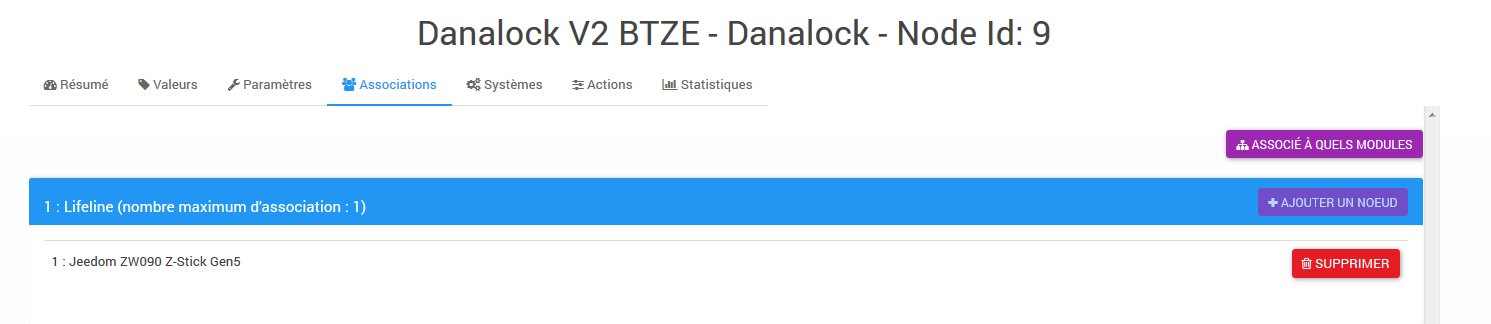 Danalock V2 BTZE - Danalock - Node Id: 9
Résumé Valeurs Paramètres Associations Systèmes Actions Statistiques
ASSOCIÉ À QUELS MODULES
1 : Lifeline (nombre maximum d'association : 1) AJOUTER UN NOEUD
1 : Jeedom ZW090 Z-Stick Gen5 SUPPRIMER